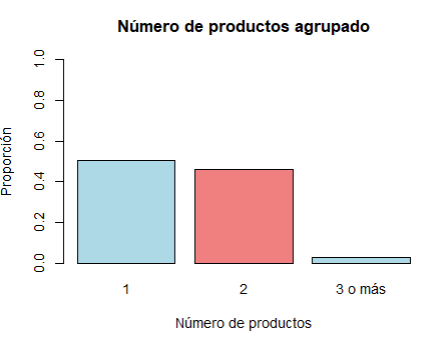 Número de productos agrupado
Proporción
1.0
0.8
0.6
0.4
0.2
0.0
1 2 3 o más
Número de productos